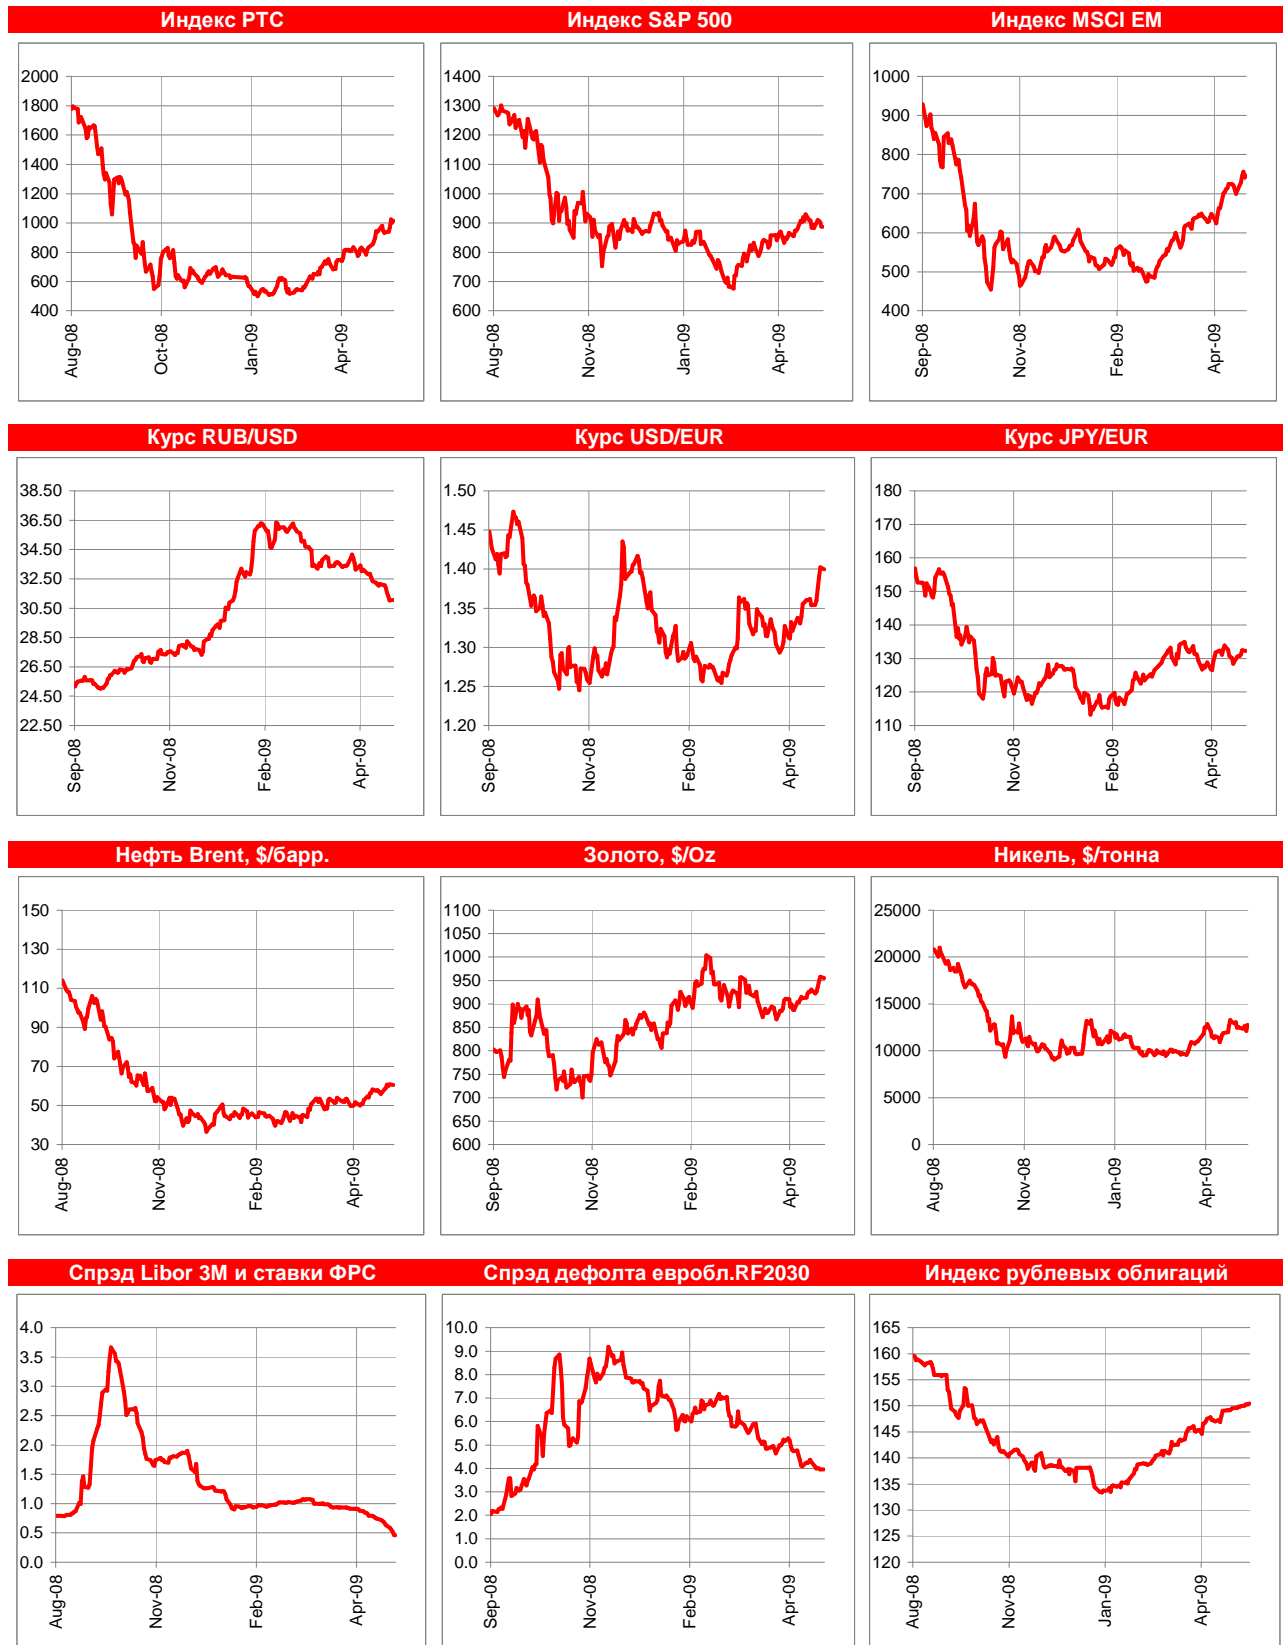 Индекс РТС
Индекс S&P 500
Индекс MSCI EM
2000
1800
1600
1400
1200
1000
800
600
400
Aug-08
Oct-08
Jan-09
Apr-09
1400
1300
1200
1100
1000
900
800
700
600
Aug-08
Nov-08
Jan-09
Apr-09
1000
900
800
700
600
500
400
Sep-08
Nov-08
Feb-09
Apr-09
Курс RUB/USD
Курс USD/EUR
Курс JPY/EUR
38.50
36.50
34.50
32.50
30.50
28.50
26.50
24.50
22.50
Sep-08
Nov-08
Feb-09
Apr-09
1.50
1.45
1.40
1.35
1.30
1.25
1.20
Sep-08
Nov-08
Feb-09
Apr-09
180
170
160
150
140
130
120
110
Sep-08
Nov-08
Feb-09
Apr-09
Нефть Brent, $/барр.
Золото, $/Oz
Никель, $/тонна
150
130
110
90
70
50
30
Aug-08
Nov-08
Feb-09
Apr-09
1100
1050
1000
950
900
850
800
750
700
650
600
Sep-08
Nov-08
Feb-09
Apr-09
25000
20000
15000
10000
5000
0
Aug-08
Nov-08
Jan-09
Apr-09
Спрэд Libor 3M и ставки ФРС
Спрэд дефолта евробл.RF2030
Индекс рублевых облигаций
4.0
3.5
3.0
2.5
2.0
1.5
1.0
0.5
0.0
Aug-08
Nov-08
Feb-09
Apr-09
10.0
9.0
8.0
7.0
6.0
5.0
4.0
3.0
2.0
1.0
0.0
Sep-08
Nov-08
Feb-09
Apr-09
165
160
155
150
145
140
135
130
125
120
Aug-08
Nov-08
Jan-09
Apr-09